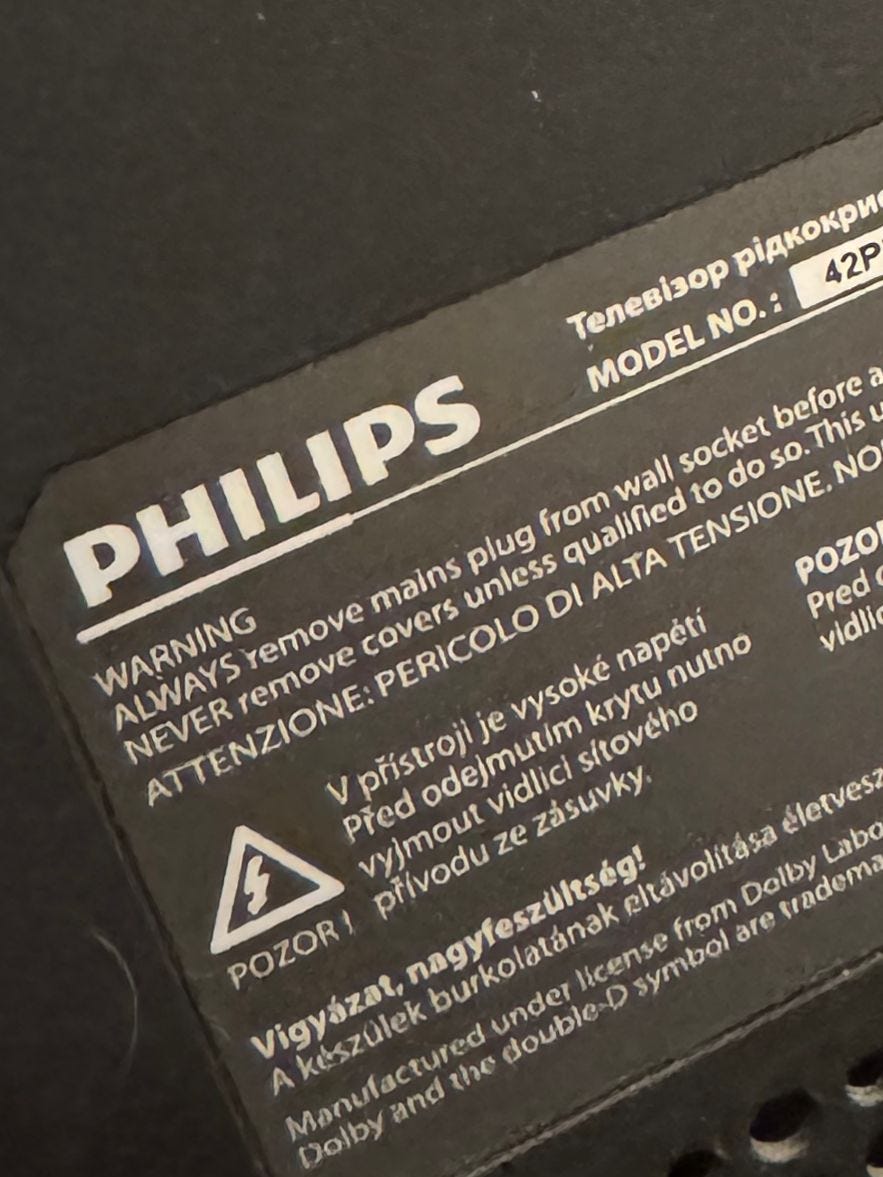 Телевізор рідкокрис
MODEL NO. : 42P
PHILIPS
WARNING
ALWAYS remove mains plug from wall socket before a
NEVER remove covers unless qualified to do so.This u
ATTENZIONE: PERICOLO DI ALTA TENSIONE. NO
V přístroji je vysoké napětí
Před odejmutím krytu nutno
vyjmout vidlici síťového
přívodu ze zásuvky.
POZOR !
POZO
Pred
vidlic
Vigyázat, nagyfeszültség!
A készülék burkolatának eltávolítása életvesz
Manufactured under license from Dolby Labo
Dolby and the double-D symbol are tradema